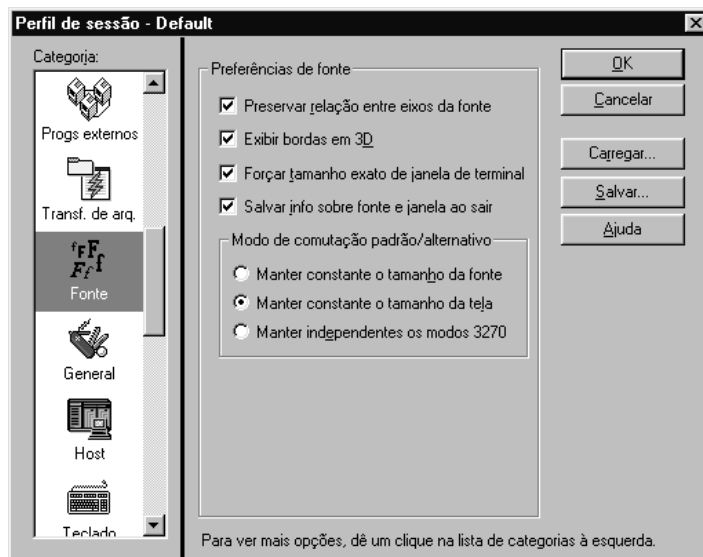 Perfil de sessão - Default
Categoria:
Progs externos
Transf. de arq.
Fonte
General
Host
Teclado
Preferências de fonte
Preservar relação entre eixos da fonte
Exibir bordas em 3D
Forçar tamanho exato de janela de terminal
Salvar info sobre fonte e janela ao sair
Modo de comutação padrão/alternativo
Manter constante o tamanho da fonte
Manter constante o tamanho da tela
Manter independentes os modos 3270
OK
Cancelar
Carregar...
Salvar...
Ajuda
Para ver mais opções, dê um clique na lista de categorias à esquerda.